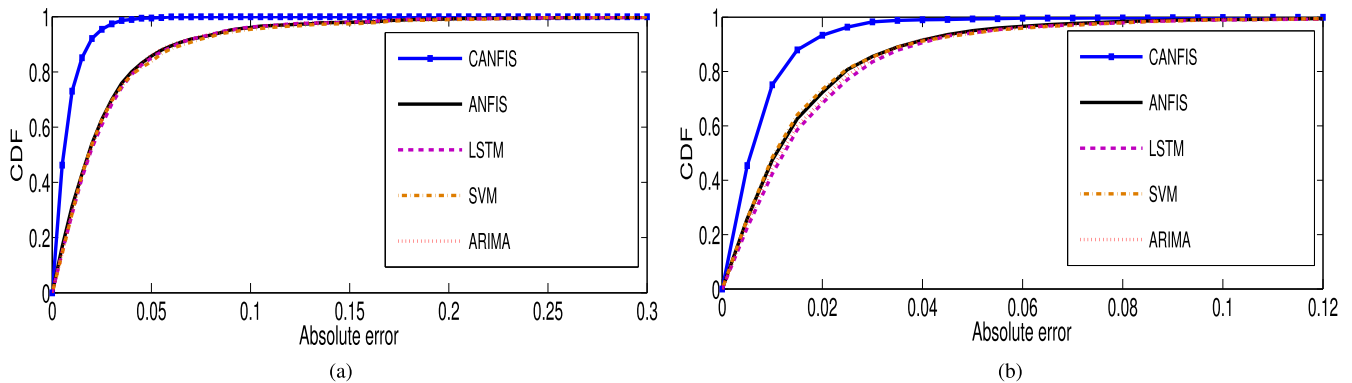 1
0.8
0.6
0.4
0.2
0
CDF
0
0.05
0.1
0.15
0.2
0.25
0.3
Absolute error
CANFIS
ANFIS
LSTM
SVM
ARIMA
(a)
1
0.8
0.6
0.4
0.2
0
CDF
0
0.02
0.04
0.06
0.08
0.1
0.12
Absolute error
CANFIS
ANFIS
LSTM
SVM
ARIMA
(b)